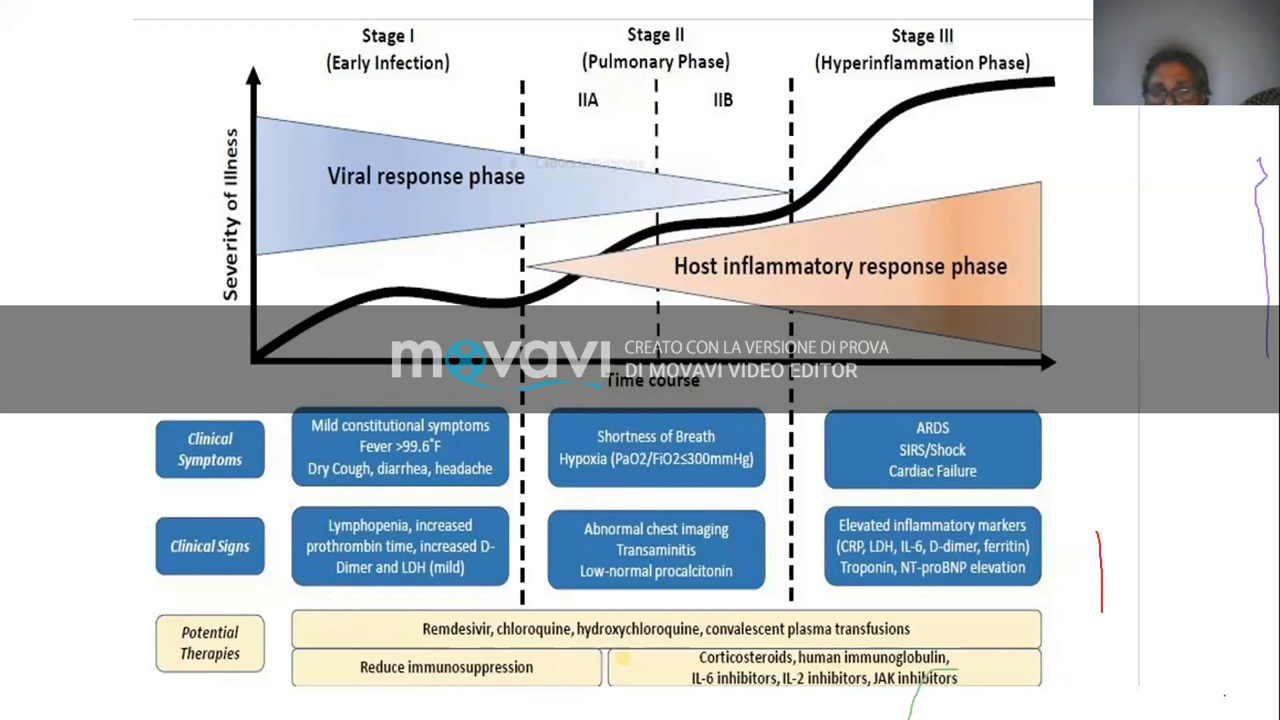 Stage I
(Early Infection)
Stage II
(Pulmonary Phase)
Stage III
(Hyperinflammation Phase)
IIA
IIB
Severity of Illness
Viral response phase
Host inflammatory response phase
movavi
CREATO CON LA VERSIONE DI PROVA
DI MOVAVI VIDEO EDITOR
Time course
Clinical
Symptoms
Mild constitutional symptoms
Fever >99.6°F
Dry Cough, diarrhea, headache
Shortness of Breath
Hypoxia (PaO2/FiO2≤300mmHg)
ARDS
SIRS/Shock
Cardiac Failure
Clinical Signs
Lymphopenia, increased
prothrombin time, increased D-
Dimer and LDH (mild)
Abnormal chest imaging
Transaminitis
Low-normal procalcitonin
Elevated inflammatory markers
(CRP, LDH, IL-6, D-dimer, ferritin)
Troponin, NT-proBNP elevation
Potential
Therapies
Remdesivir, chloroquine, hydroxychloroquine, convalescent plasma transfusions
Reduce immunosuppression
Corticosteroids, human immunoglobulin,
IL-6 inhibitors, IL-2 inhibitors, JAK inhibitors